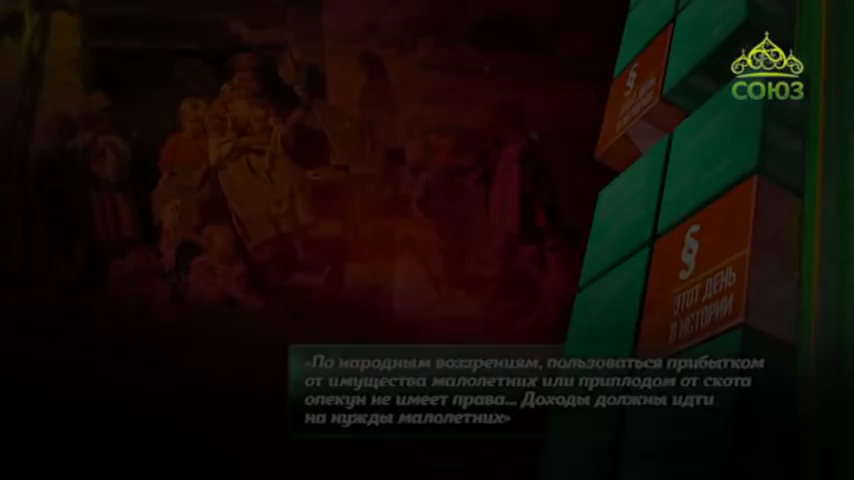 СОЮЗ
§
ЭТОТ ДЕНЬ
В ИСТОРИИ
«По народным воззрениям, пользоваться прибытком
от имущества малолетних или приплодом от скота
опекун не имеет права... Доходы должны идти
на нужды малолетних»